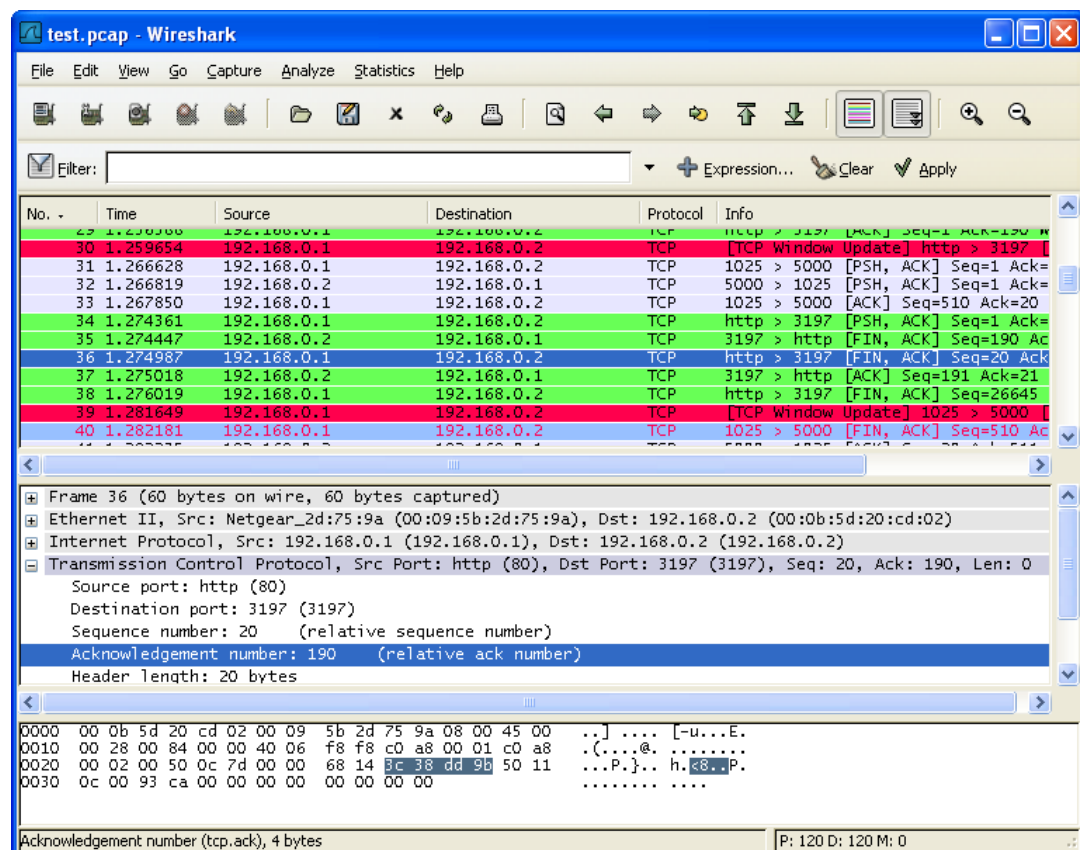 test.pcap - Wireshark
File Edit View Go Capture Analyze Statistics Help
Filter: Expression... Clear Apply
No. - Time Source Destination Protocol Info
29 1.258588 192.168.0.1 192.168.0.2 TCP http > 3197 [ACK] Seq=1 Ack=190 W
30 1.259654 192.168.0.1 192.168.0.2 TCP [TCP Window Update] http > 3197 [
31 1.266628 192.168.0.1 192.168.0.2 TCP 1025 > 5000 [PSH, ACK] Seq=1 Ack=
32 1.266819 192.168.0.2 192.168.0.1 TCP 5000 > 1025 [PSH, ACK] Seq=1 Ack=
33 1.267850 192.168.0.1 192.168.0.2 TCP 1025 > 5000 [ACK] Seq=510 Ack=20
34 1.274361 192.168.0.1 192.168.0.2 TCP http > 3197 [PSH, ACK] Seq=1 Ack=
35 1.274447 192.168.0.2 192.168.0.1 TCP 3197 > http [FIN, ACK] Seq=190 Ac
36 1.274987 192.168.0.1 192.168.0.2 TCP http > 3197 [FIN, ACK] Seq=20 Ack
37 1.275018 192.168.0.2 192.168.0.1 TCP 3197 > http [ACK] Seq=191 Ack=21
38 1.276019 192.168.0.1 192.168.0.2 TCP http > 3197 [FIN, ACK] Seq=26645
39 1.281649 192.168.0.1 192.168.0.2 TCP [TCP Window Update] 1025 > 5000 [
40 1.282181 192.168.0.1 192.168.0.2 TCP 1025 > 5000 [FIN, ACK] Seq=510 Ac
Frame 36 (60 bytes on wire, 60 bytes captured)
Ethernet II, Src: Netgear_2d:75:9a (00:09:5b:2d:75:9a), Dst: 192.168.0.2 (00:0b:5d:20:cd:02)
Internet Protocol, Src: 192.168.0.1 (192.168.0.1), Dst: 192.168.0.2 (192.168.0.2)
Transmission Control Protocol, Src Port: http (80), Dst Port: 3197 (3197), Seq: 20, Ack: 190, Len: 0
Source port: http (80)
Destination port: 3197 (3197)
Sequence number: 20 (relative sequence number)
Acknowledgement number: 190 (relative ack number)
Header length: 20 bytes
0000 00 0b 5d 20 cd 02 00 09 5b 2d 75 9a 08 00 45 00 ..] .... [-u...E.
0010 00 28 00 84 00 00 40 06 f8 f8 c0 a8 00 01 c0 a8 .(....@. ........
0020 00 02 00 50 0c 7d 00 00 68 14 3c 38 dd 9b 50 11 ...P.}.. h.<8..P.
0030 0c 00 93 ca 00 00 00 00 00 00 00 00 ........ ....
Acknowledgement number (tcp.ack), 4 bytes P: 120 D: 120 M: 0